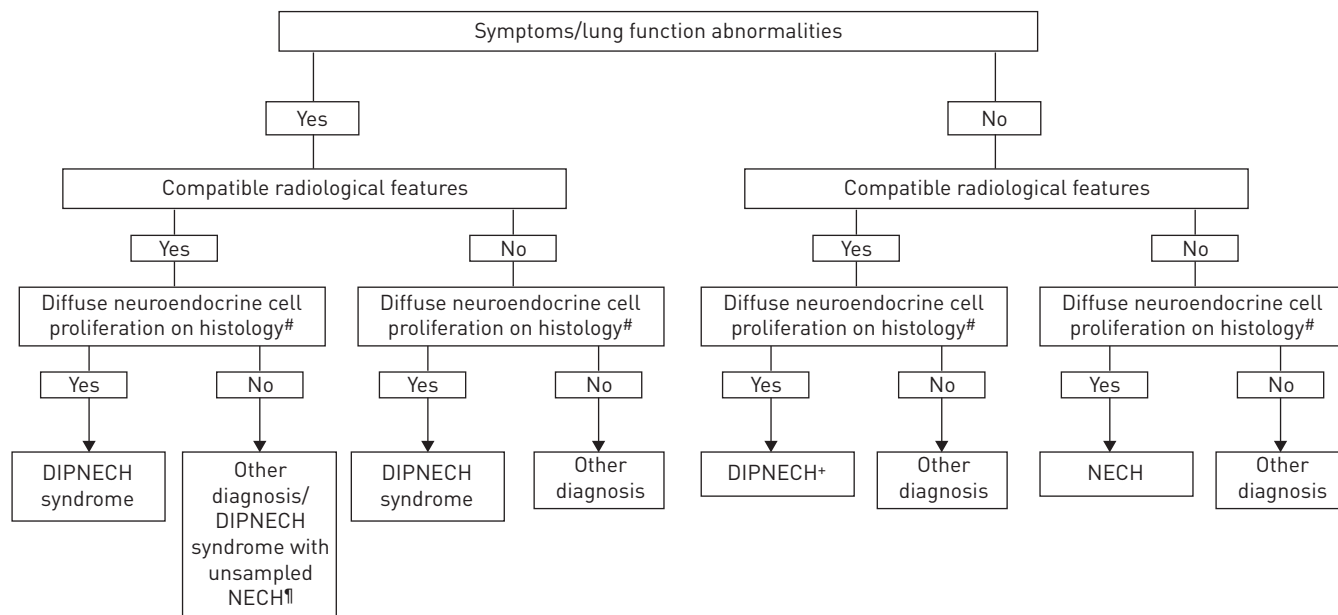 Symptoms/lung function abnormalities
Yes
No
Compatible radiological features
Compatible radiological features
Yes
No
Yes
No
Diffuse neuroendocrine cell
proliferation on histology#
Diffuse neuroendocrine cell
proliferation on histology#
Diffuse neuroendocrine cell
proliferation on histology#
Diffuse neuroendocrine cell
proliferation on histology#
Yes
No
Yes
No
Yes
No
Yes
No
DIPNECH
syndrome
Other
diagnosis/
DIPNECH
syndrome with
unsampled
NECH¶
DIPNECH
syndrome
Other
diagnosis
DIPNECH+
Other
diagnosis
NECH
Other
diagnosis